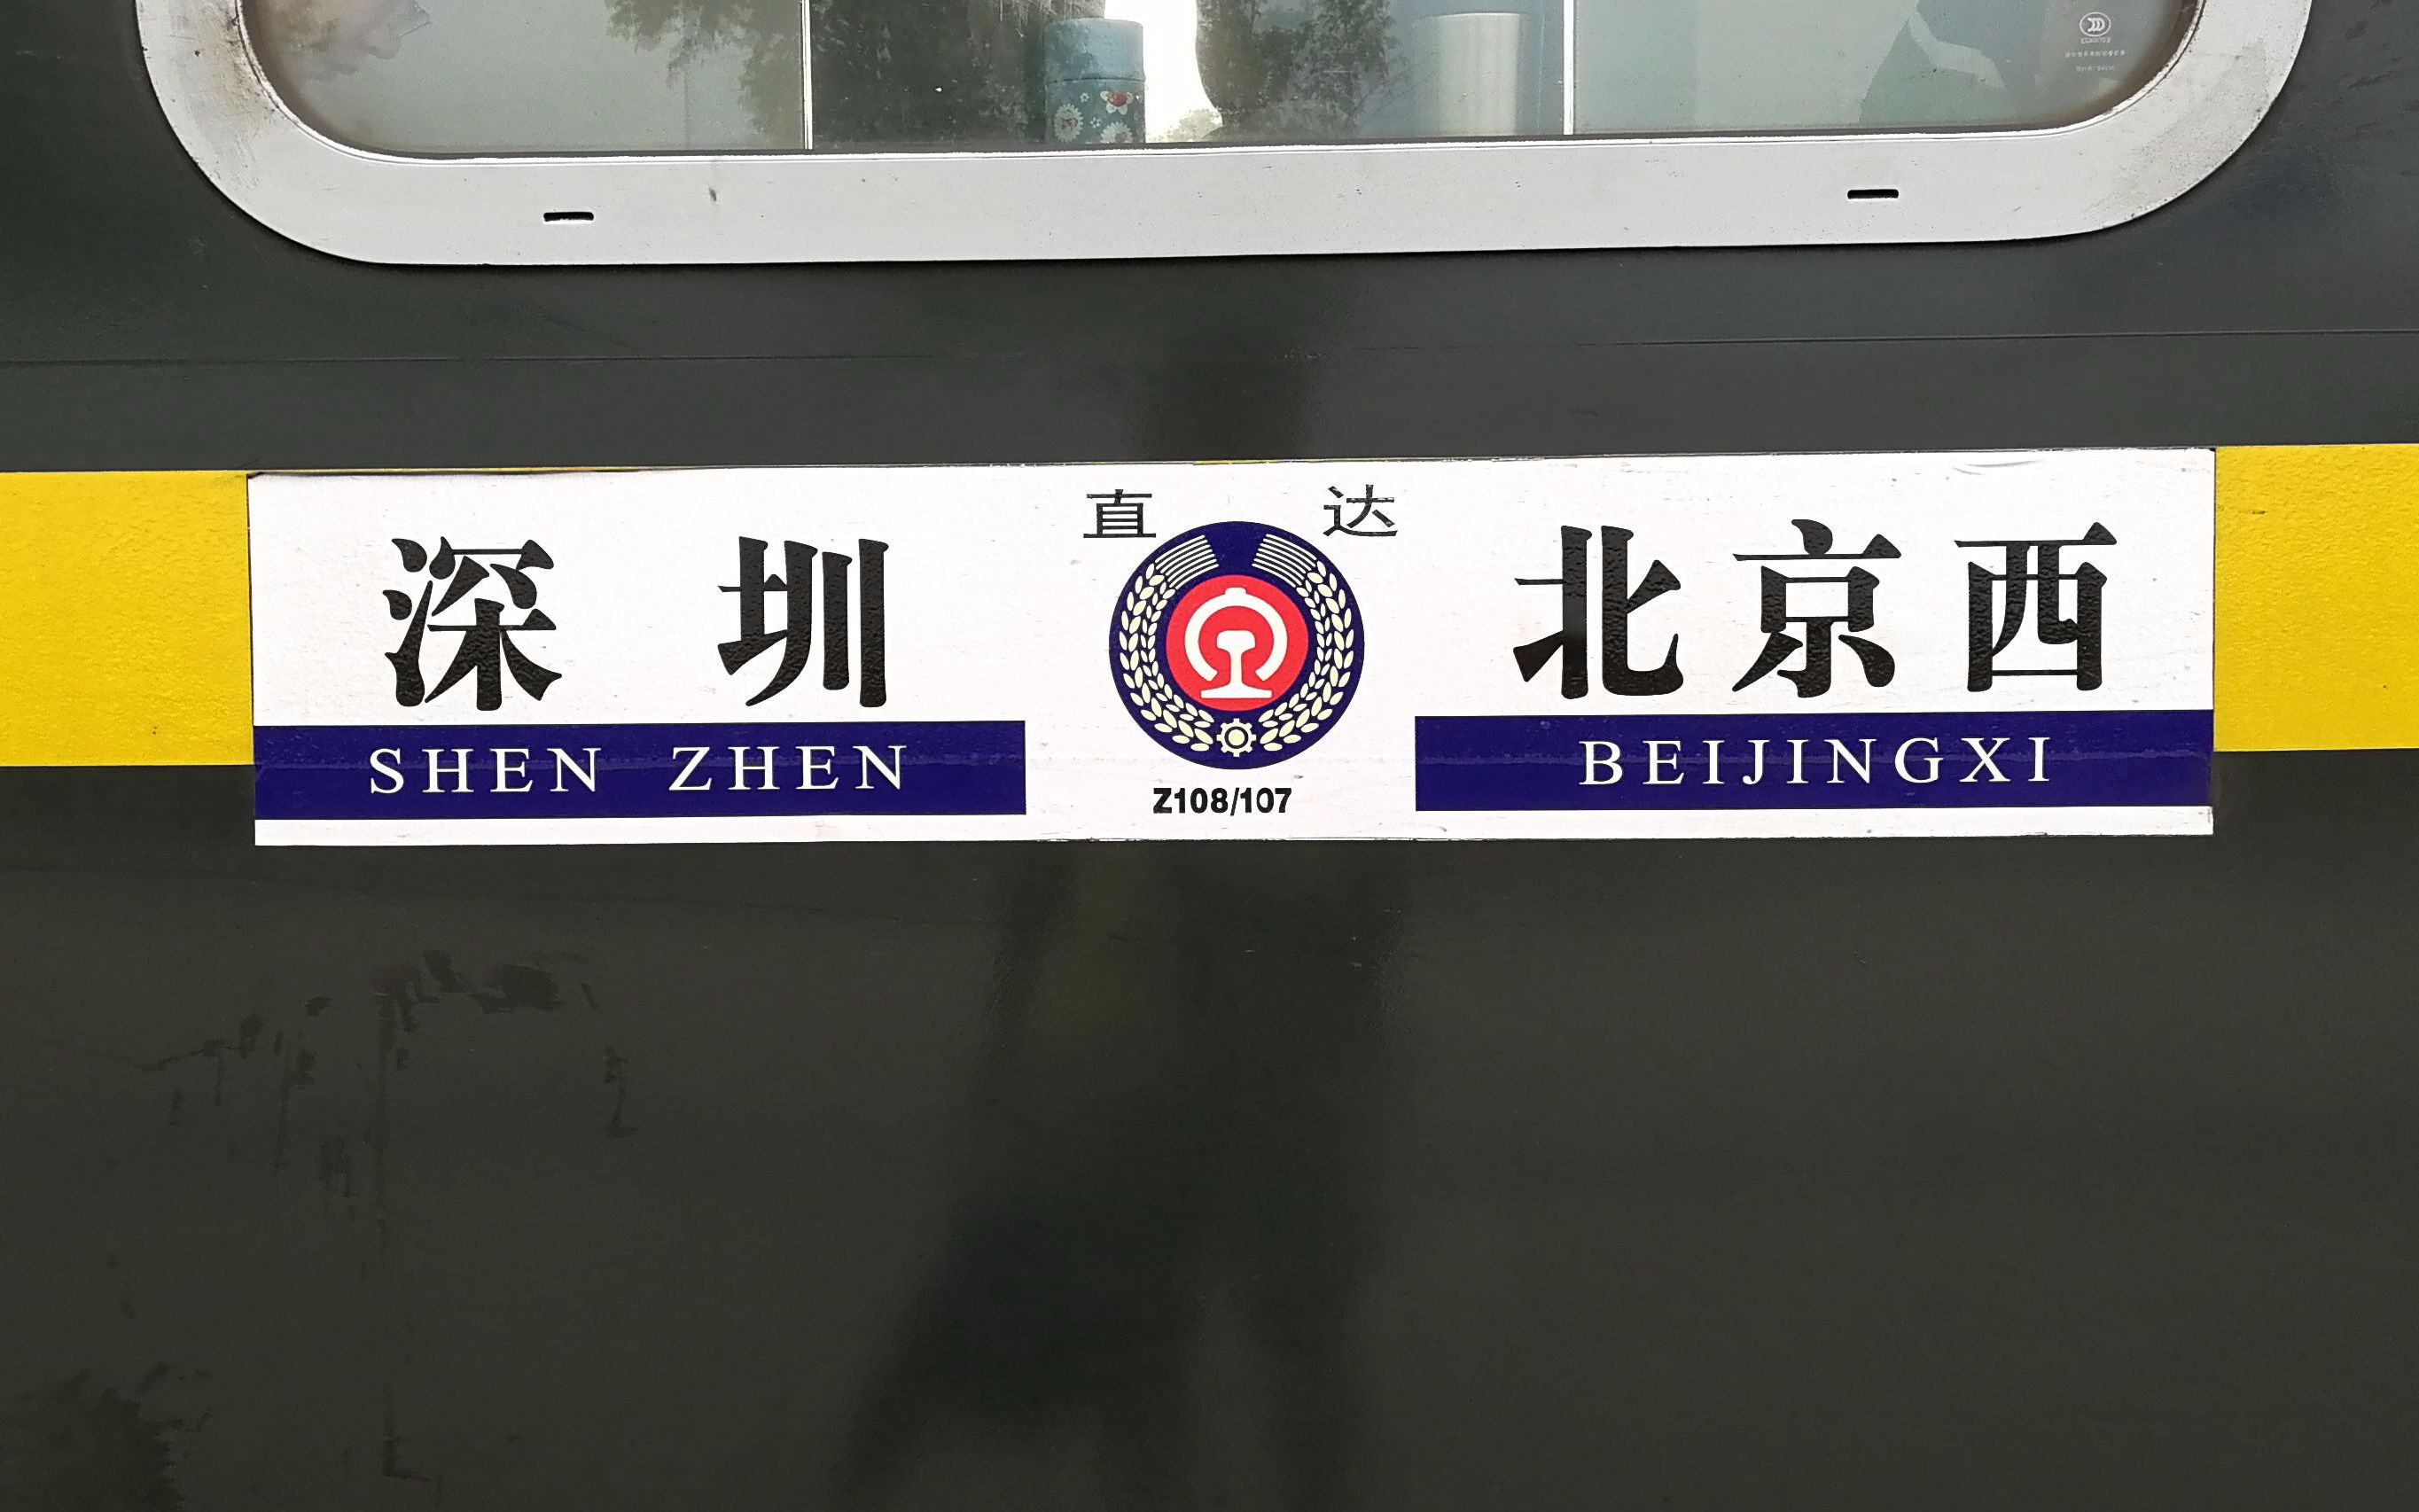 直 达
深 圳
北京西
SHEN ZHEN
BEIJINGXI
Z108/107